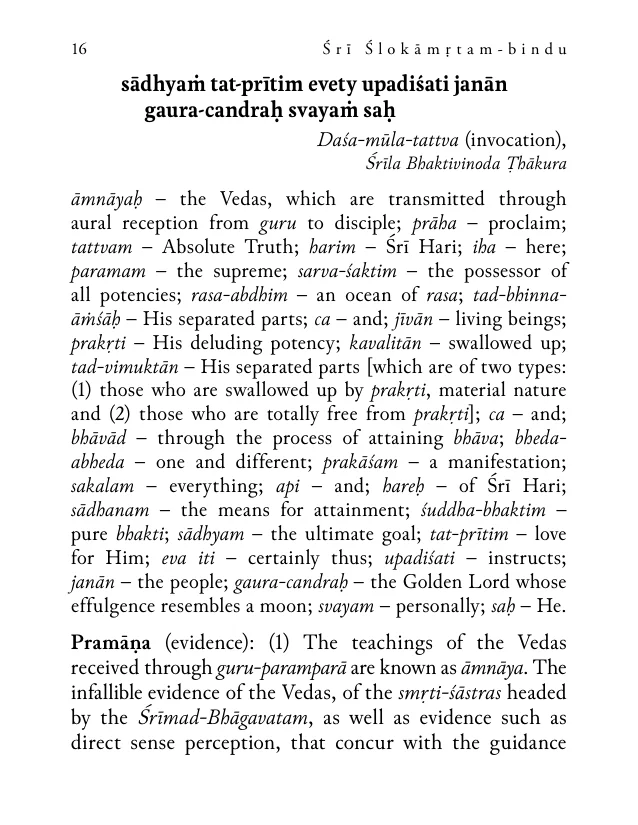 16 Śrī Ślokāmṛtam-bindu
sādhyaṁ tat-prītim evety upadiśati janān
gaura-candraḥ svayaṁ saḥ
Daśa-mūla-tattva (invocation),
Śrīla Bhaktivinoda Ṭhākura
āmnāyaḥ – the Vedas, which are transmitted through
aural reception from guru to disciple; prāha – proclaim;
tattvam – Absolute Truth; harim – Śrī Hari; iha – here;
paramam – the supreme; sarva-śaktim – the possessor of
all potencies; rasa-abdhim – an ocean of rasa; tad-bhinna-
āṁśāḥ – His separated parts; ca – and; jīvān – living beings;
prakṛti – His deluding potency; kavalitān – swallowed up;
tad-vimuktān – His separated parts [which are of two types:
(1) those who are swallowed up by prakṛti, material nature
and (2) those who are totally free from prakṛti]; ca – and;
bhāvād – through the process of attaining bhāva; bheda-
abheda – one and different; prakāśam – a manifestation;
sakalam – everything; api – and; hareḥ – of Śrī Hari;
sādhanam – the means for attainment; śuddha-bhaktim –
pure bhakti; sādhyam – the ultimate goal; tat-prītim – love
for Him; eva iti – certainly thus; upadiśati – instructs;
janān – the people; gaura-candraḥ – the Golden Lord whose
effulgence resembles a moon; svayam – personally; saḥ – He.
Pramāṇa (evidence): (1) The teachings of the Vedas
received through guru-paramparā are known as āmnāya. The
infallible evidence of the Vedas, of the smṛti-śāstras headed
by the Śrīmad-Bhāgavatam, as well as evidence such as
direct sense perception, that concur with the guidance